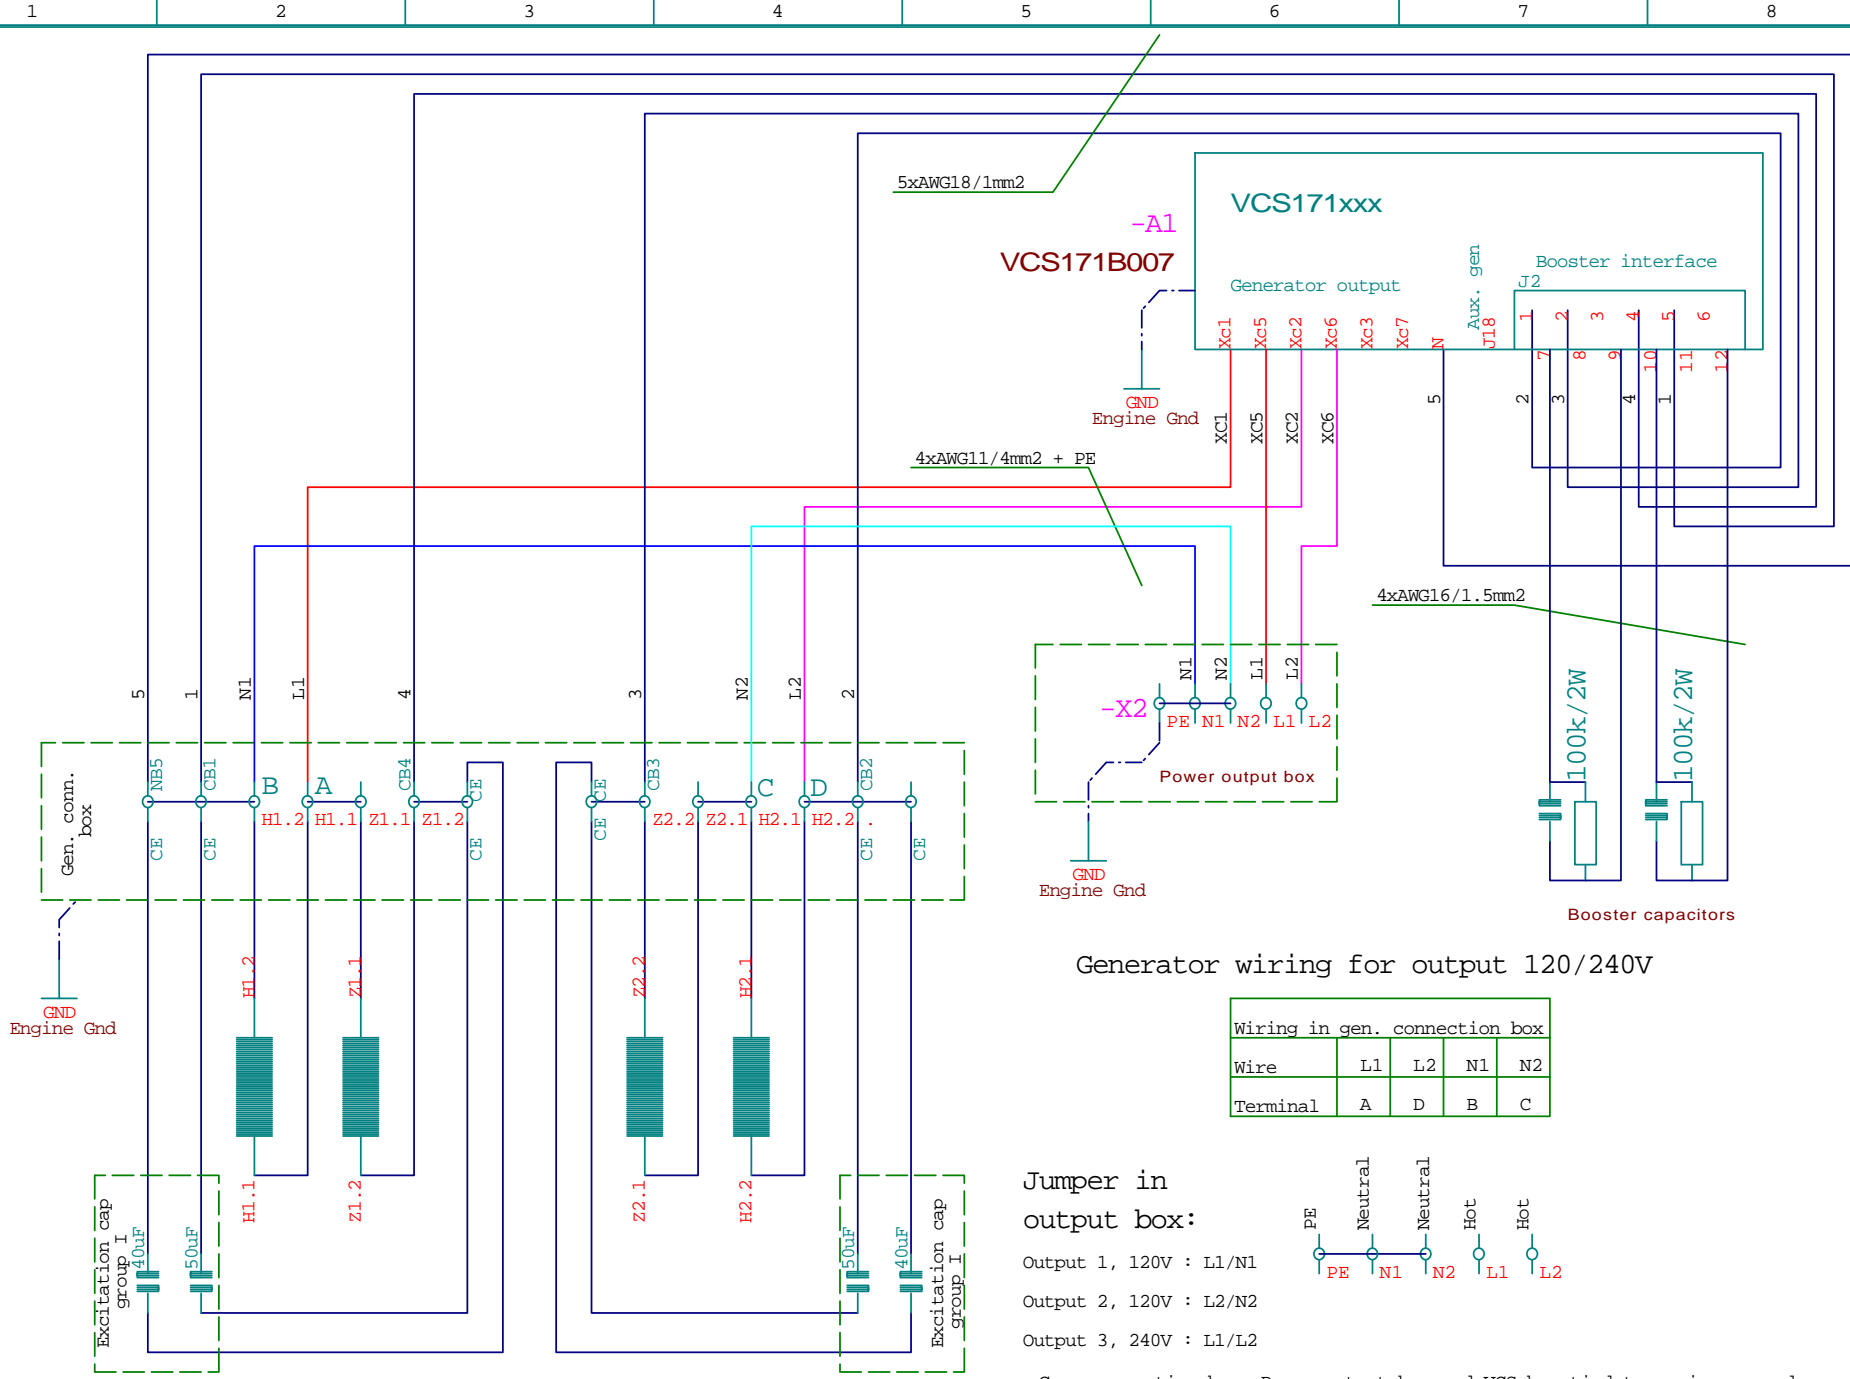 1 2 3 4 5 6 7 8
5xAWG18/1mm2
VCS171xxx
-A1
VCS171B007
Generator output
Aux. gen
Booster interface
J2
Xc1 Xc5 Xc2 Xc6 Xc3 Xc7 N J18
1 2 3 4 5 6
7 8 9 10 11 12
GND
Engine Gnd
XC1 XC5 XC2 XC6 5 2 3 4 1
4xAWG11/4mm2 + PE
4xAWG16/1.5mm2
5 1 N1 L1 4 3 N2 L2 2
N1 N2 L1 L2
-X2
PE N1 N2 L1 L2
Power output box
GND
Engine Gnd
100k/2W 100k/2W
Booster capacitors
Gen. conn.
box
NB5 CB1 B A CB4 CE CE CB3 C D CB2
H1.2 H1.1 Z1.1 Z1.2 Z2.2 Z2.1 H2.1 H2.2 .
CE CE CE CE CE CE
GND
Engine Gnd
H1.2 Z1.1 Z2.2 H2.1
H1.1 Z1.2 Z2.1 H2.2
Excitation cap
group I
40uF 50uF
50uF 40uF
Excitation cap
group I
Generator wiring for output 120/240V
Wiring in gen. connection box
Wire L1 L2 N1 N2
Terminal A D B C
Jumper in
output box:
Output 1, 120V : L1/N1
Output 2, 120V : L2/N2
Output 3, 240V : L1/L2
PE Neutral Neutral Hot Hot
PE N1 N2 L1 L2